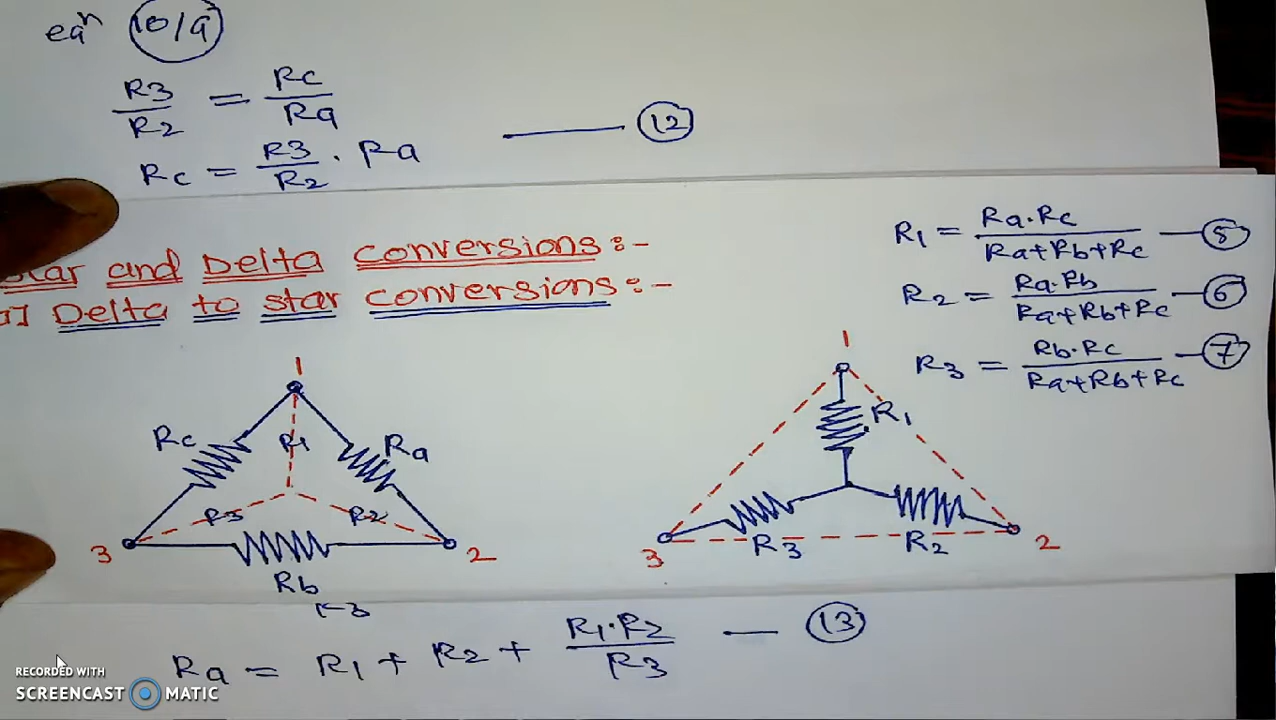 eqⁿ 10/9
R3/R2 = Rc/Ra
Rc = R3/R2 · Ra —— 12
Star and Delta conversions:-
I] Delta to star conversions:-
R1 = Ra·Rc/Ra+Rb+Rc — 5
R2 = Ra·Rb/Ra+Rb+Rc — 6
R3 = Rb·Rc/Ra+Rb+Rc — 7
1
Rc R1 Ra
R3 R2
3 2
Rb
1
R1
3 R3 R2 2
Ra = R1 + R2 + R1·R2/R3 — 13
RECORDED WITH
SCREENCAST MATIC